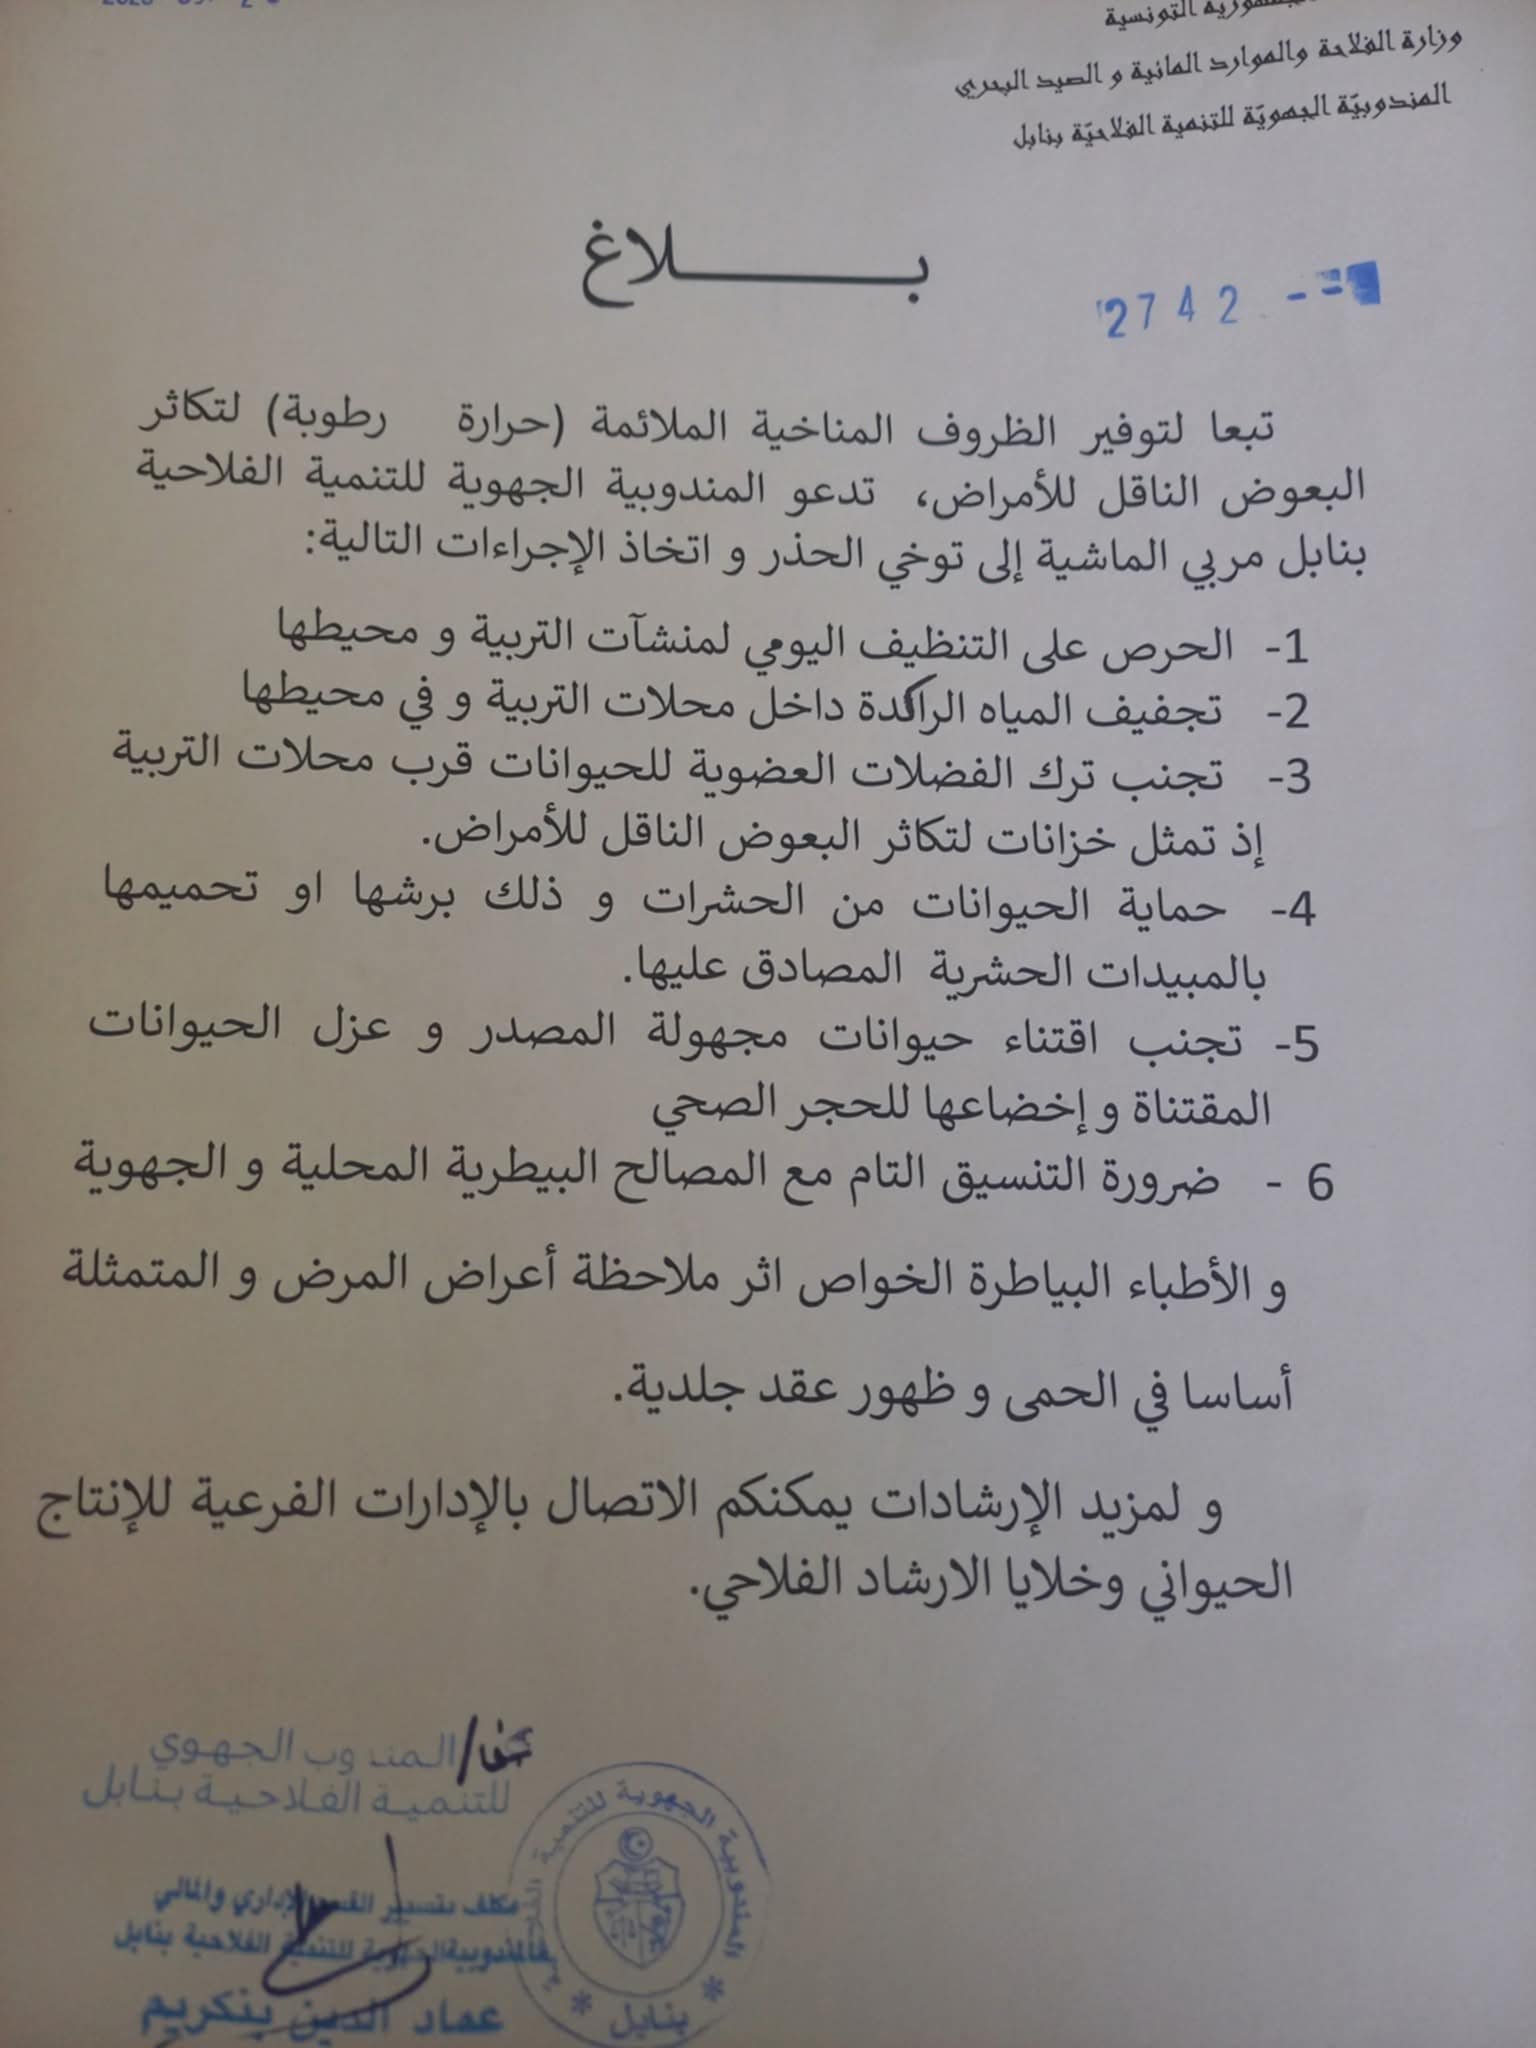 الجمهورية التونسية
وزارة الفلاحة والموارد المائية و الصيد البحري
المندوبيّة الجهويّة للتنمية الفلاحيّة بنابل
بـــــــلاغ
2742
تبعا لتوفير الظروف المناخية الملائمة (حرارة رطوبة) لتكاثر
البعوض الناقل للأمراض، تدعو المندوبية الجهوية للتنمية الفلاحية
بنابل مربي الماشية إلى توخي الحذر و اتخاذ الإجراءات التالية:
1- الحرص على التنظيف اليومي لمنشآت التربية و محيطها
2- تجفيف المياه الراكدة داخل محلات التربية و في محيطها
3- تجنب ترك الفضلات العضوية للحيوانات قرب محلات التربية
إذ تمثل خزانات لتكاثر البعوض الناقل للأمراض.
4- حماية الحيوانات من الحشرات و ذلك برشها او تحميمها
بالمبيدات الحشرية المصادق عليها.
5- تجنب اقتناء حيوانات مجهولة المصدر و عزل الحيوانات
المقتناة و إخضاعها للحجر الصحي
6 - ضرورة التنسيق التام مع المصالح البيطرية المحلية و الجهوية
و الأطباء البياطرة الخواص اثر ملاحظة أعراض المرض و المتمثلة
أساسا في الحمى و ظهور عقد جلدية.
و لمزيد الإرشادات يمكنكم الاتصال بالإدارات الفرعية للإنتاج
الحيواني وخلايا الارشاد الفلاحي.
المندوب الجهوي
للتنمية الفلاحية بنابل
مكلف بتسيير القسم الإداري والمالي
بالمندوبية الجهوية للتنمية الفلاحية بنابل
عماد الدين بنكريم
المندوبية الجهوية للتنمية الفلاحية
* بنابل *